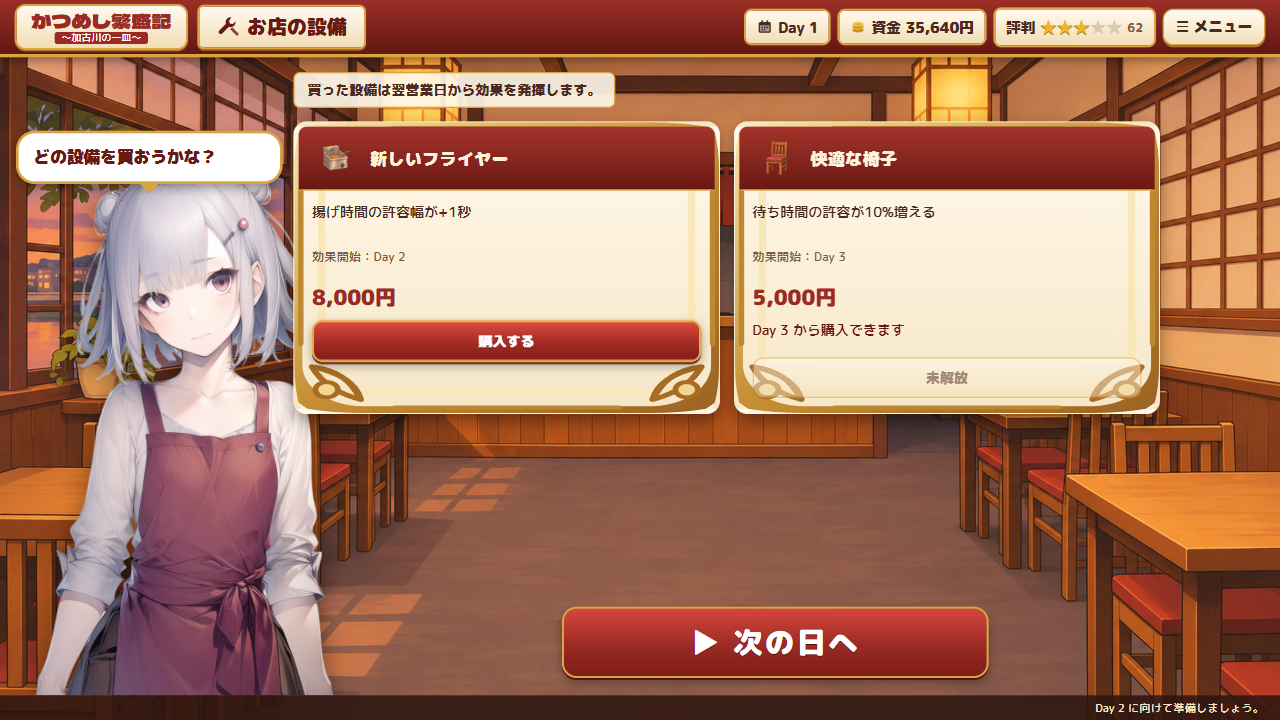 かつめし繁盛記
～加古川の一皿～
お店の設備
Day 1
資金 35,640円
評判 ★★★★★ 62
☰ メニュー
買った設備は翌営業日から効果を発揮します。
どの設備を買おうかな？
新しいフライヤー
揚げ時間の許容幅が+1秒
効果開始：Day 2
8,000円
購入する
快適な椅子
待ち時間の許容が10%増える
効果開始：Day 3
5,000円
Day 3 から購入できます
未解放
▶ 次の日へ
Day 2 に向けて準備しましょう。